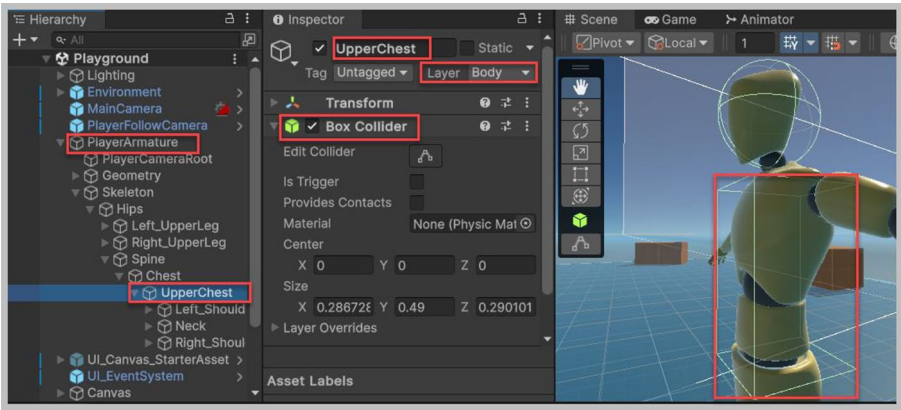 Hierarchy
All
Playground
Lighting
Environment
MainCamera
PlayerFollowCamera
PlayerArmature
PlayerCameraRoot
Geometry
Skeleton
Hips
Left_UpperLeg
Right_UpperLeg
Spine
Chest
UpperChest
Left_Should
Neck
Right_Shoul
UI_Canvas_StarterAsset
UI_EventSystem
Canvas
Inspector
UpperChest
Static
Tag Untagged Layer Body
Transform
Box Collider
Edit Collider
Is Trigger
Provides Contacts
Material None (Physic Mat
Center
X 0 Y 0 Z 0
Size
X 0.286728 Y 0.49 Z 0.290101
Layer Overrides
Asset Labels
Scene Game Animator
Pivot Local 1